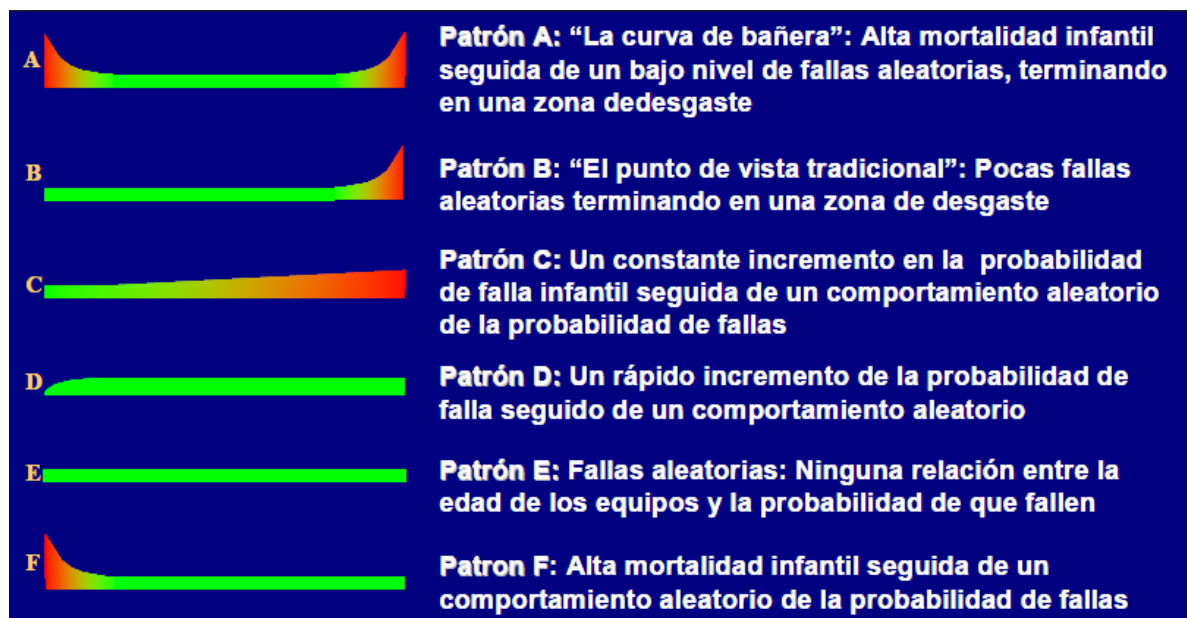 A
Patrón A: “La curva de bañera”: Alta mortalidad infantil
seguida de un bajo nivel de fallas aleatorias, terminando
en una zona dedesgaste
B
Patrón B: “El punto de vista tradicional”: Pocas fallas
aleatorias terminando en una zona de desgaste
C
Patrón C: Un constante incremento en la probabilidad
de falla infantil seguida de un comportamiento aleatorio
de la probabilidad de fallas
D
Patrón D: Un rápido incremento de la probabilidad de
falla seguido de un comportamiento aleatorio
E
Patrón E: Fallas aleatorias: Ninguna relación entre la
edad de los equipos y la probabilidad de que fallen
F
Patron F: Alta mortalidad infantil seguida de un
comportamiento aleatorio de la probabilidad de fallas